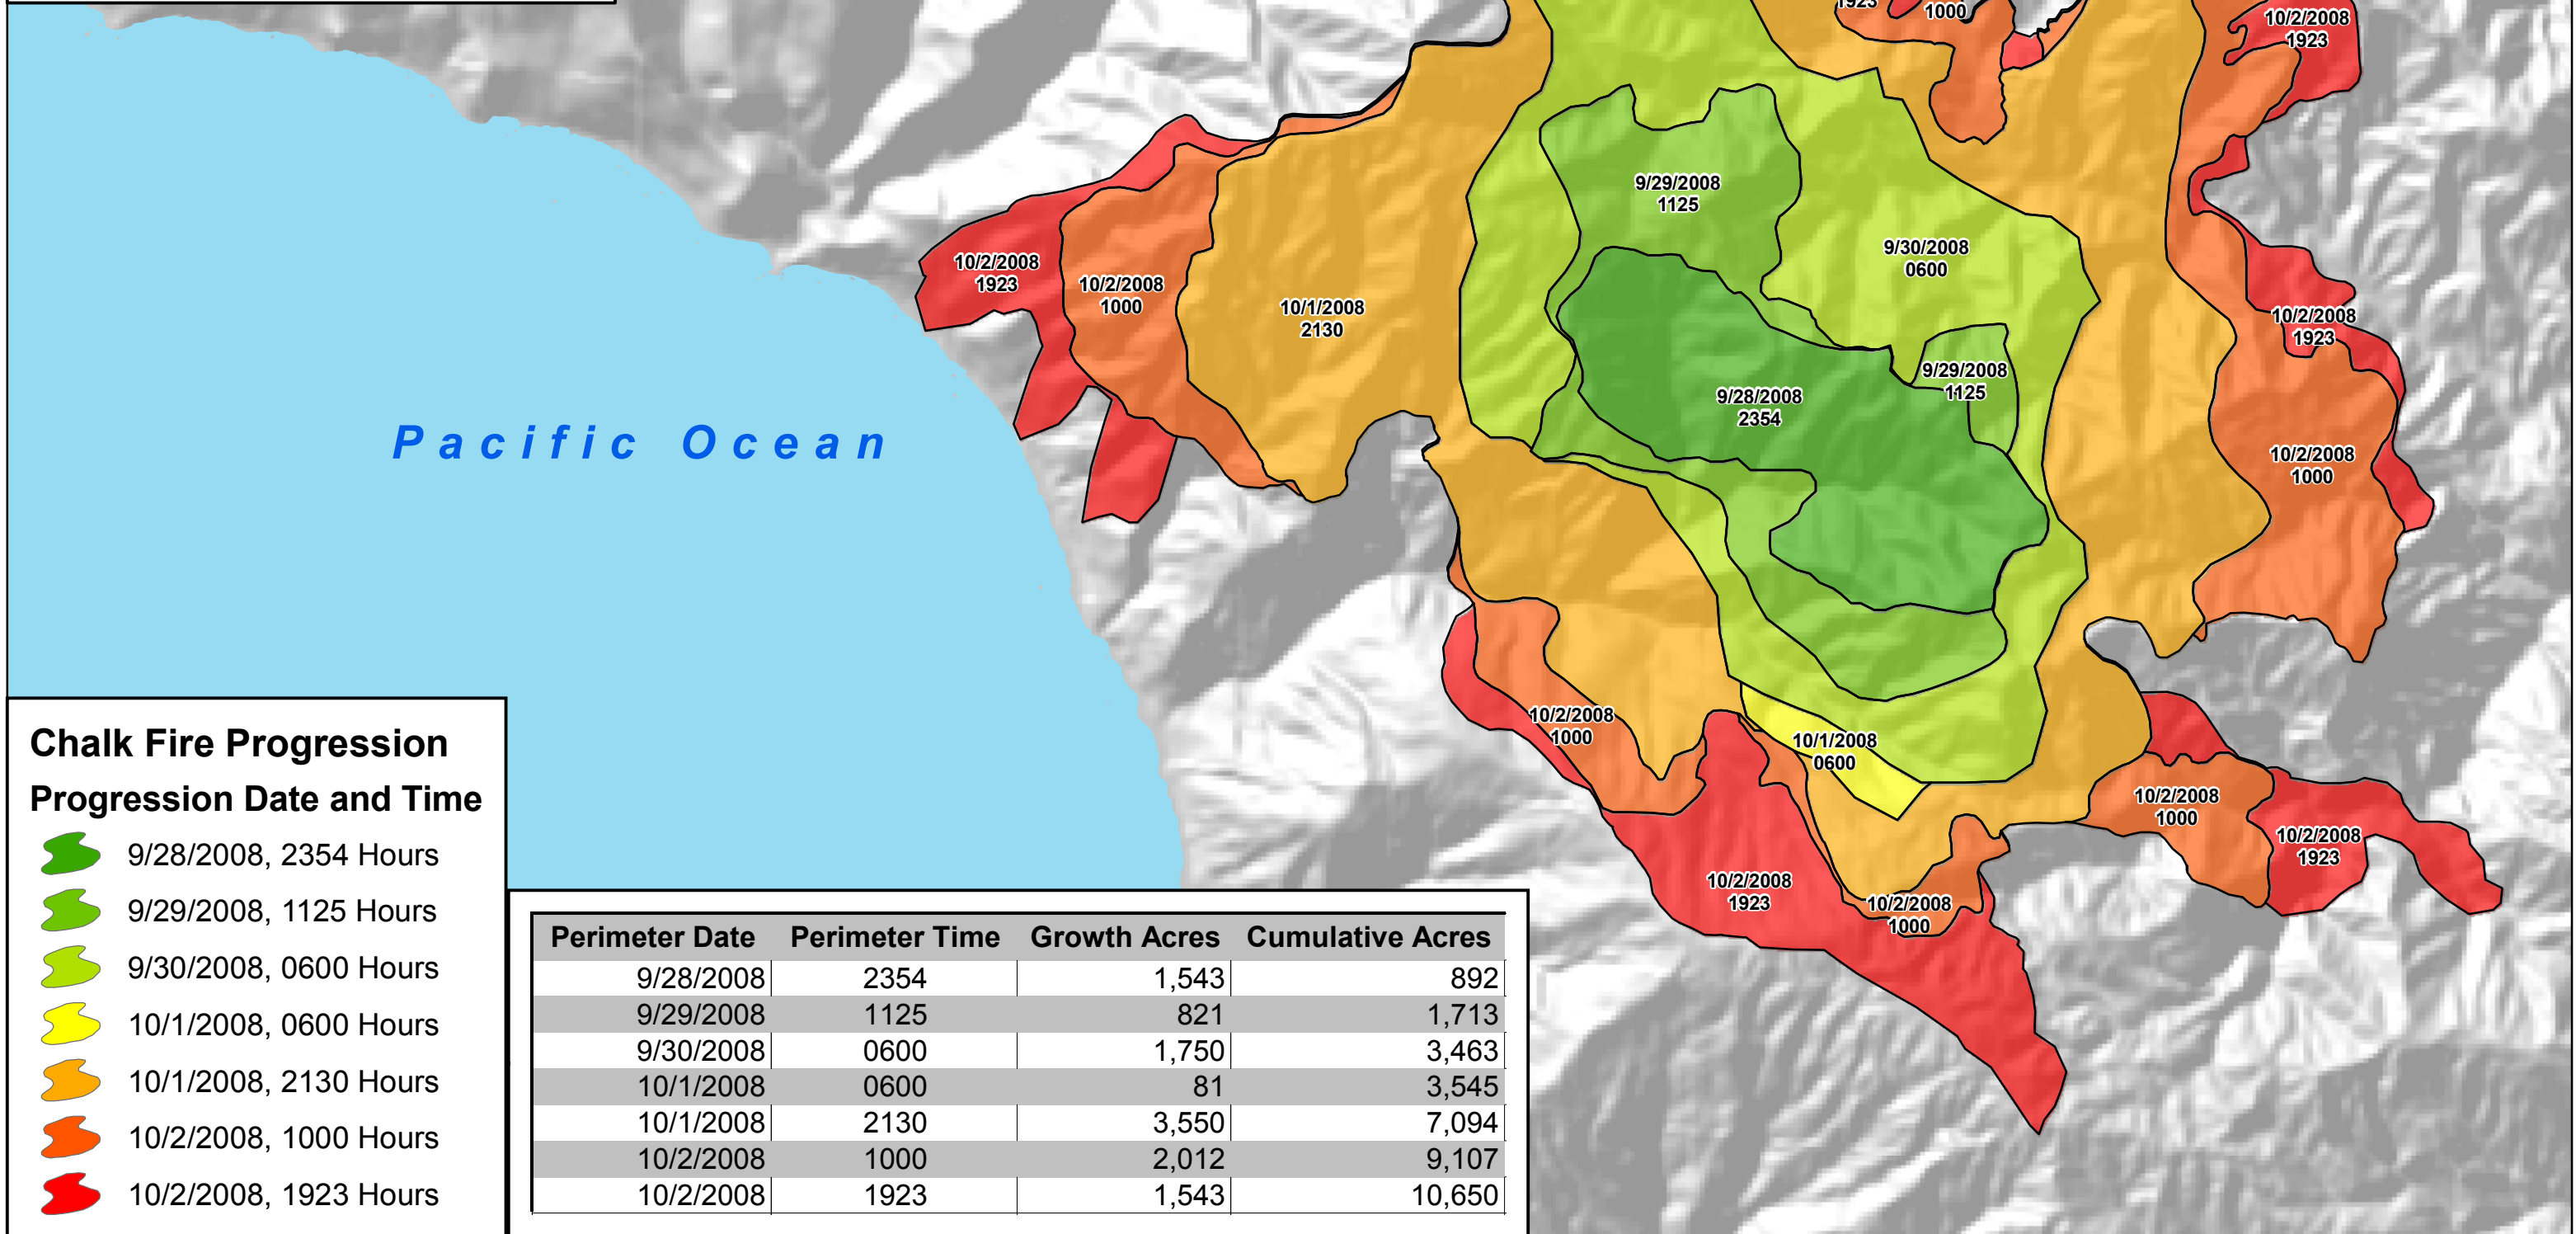 1923
1000
10/2/2008
1923
9/29/2008
1125
9/30/2008
0600
10/2/2008
1923
10/2/2008
1000
10/1/2008
2130
10/2/2008
1923
9/29/2008
1125
9/28/2008
2354
Pacific Ocean
10/2/2008
1000
10/2/2008
1000
10/1/2008
0600
10/2/2008
1000
10/2/2008
1923
10/2/2008
1923
10/2/2008
1000
Chalk Fire Progression
Progression Date and Time
9/28/2008, 2354 Hours
9/29/2008, 1125 Hours
9/30/2008, 0600 Hours
10/1/2008, 0600 Hours
10/1/2008, 2130 Hours
10/2/2008, 1000 Hours
10/2/2008, 1923 Hours
Perimeter Date Perimeter Time Growth Acres Cumulative Acres
9/28/2008 2354 1,543 892
9/29/2008 1125 821 1,713
9/30/2008 0600 1,750 3,463
10/1/2008 0600 81 3,545
10/1/2008 2130 3,550 7,094
10/2/2008 1000 2,012 9,107
10/2/2008 1923 1,543 10,650